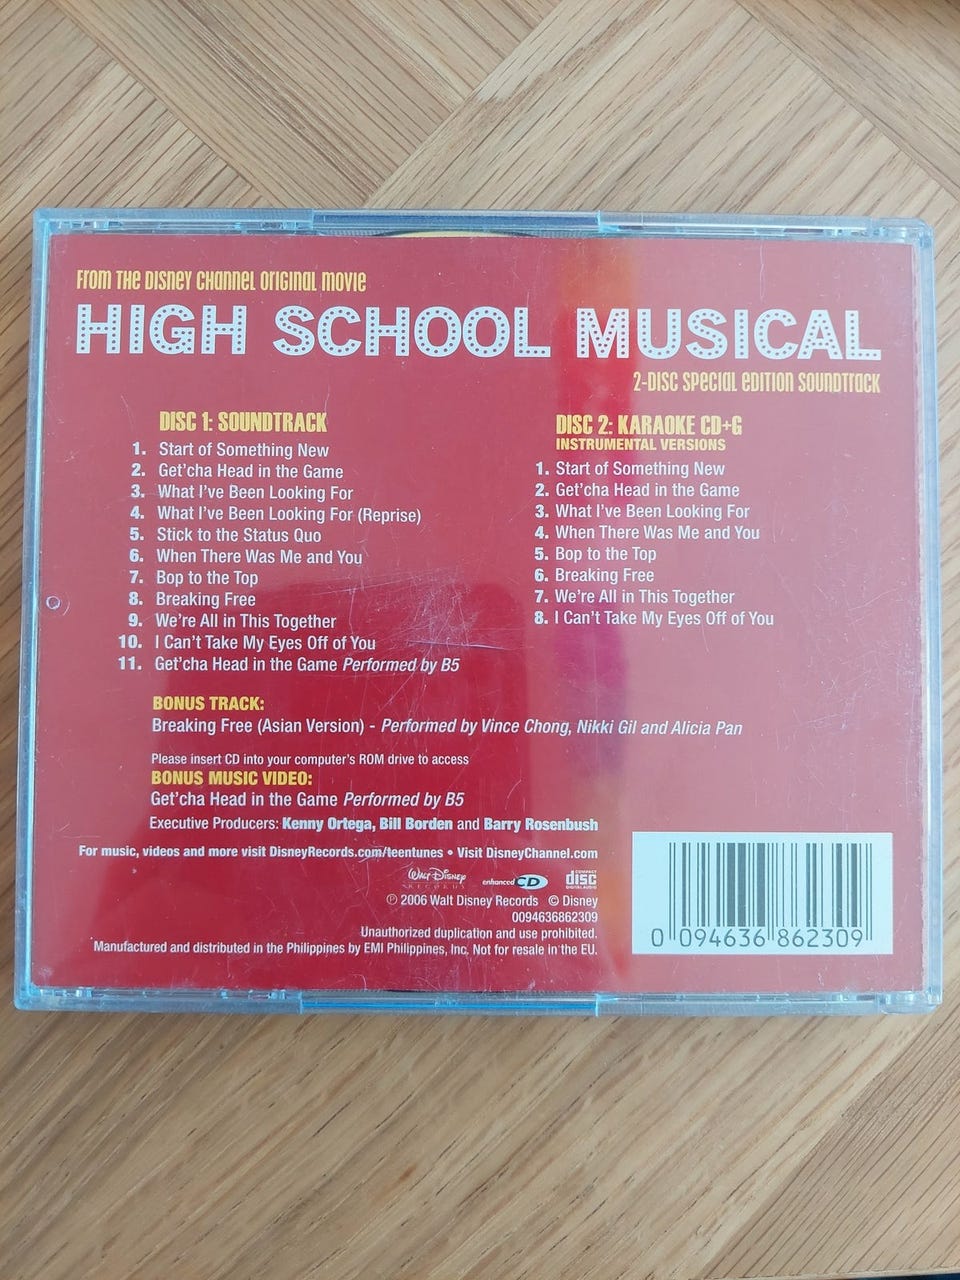 FROM THE DISNEY CHANNEL ORIGINAL MOVIE
HIGH SCHOOL MUSICAL
2-DISC SPECIAL EDITION SOUNDTRACK
DISC 1: SOUNDTRACK
1. Start of Something New
2. Get'cha Head in the Game
3. What I've Been Looking For
4. What I've Been Looking For (Reprise)
5. Stick to the Status Quo
6. When There Was Me and You
7. Bop to the Top
8. Breaking Free
9. We're All in This Together
10. I Can't Take My Eyes Off of You
11. Get'cha Head in the Game Performed by B5
DISC 2: KARAOKE CD+G
INSTRUMENTAL VERSIONS
1. Start of Something New
2. Get'cha Head in the Game
3. What I've Been Looking For
4. When There Was Me and You
5. Bop to the Top
6. Breaking Free
7. We're All in This Together
8. I Can't Take My Eyes Off of You
BONUS TRACK:
Breaking Free (Asian Version) - Performed by Vince Chong, Nikki Gil and Alicia Pan
Please insert CD into your computer's ROM drive to access
BONUS MUSIC VIDEO:
Get'cha Head in the Game Performed by B5
Executive Producers: Kenny Ortega, Bill Borden and Barry Rosenbush
For music, videos and more visit DisneyRecords.com/teentunes • Visit DisneyChannel.com
Walt Disney RECORDS enhanced CD COMPACT disc DIGITAL AUDIO
℗ 2006 Walt Disney Records © Disney
0094636862309
Unauthorized duplication and use prohibited.
Manufactured and distributed in the Philippines by EMI Philippines, Inc. Not for resale in the EU.
0 094636 862309